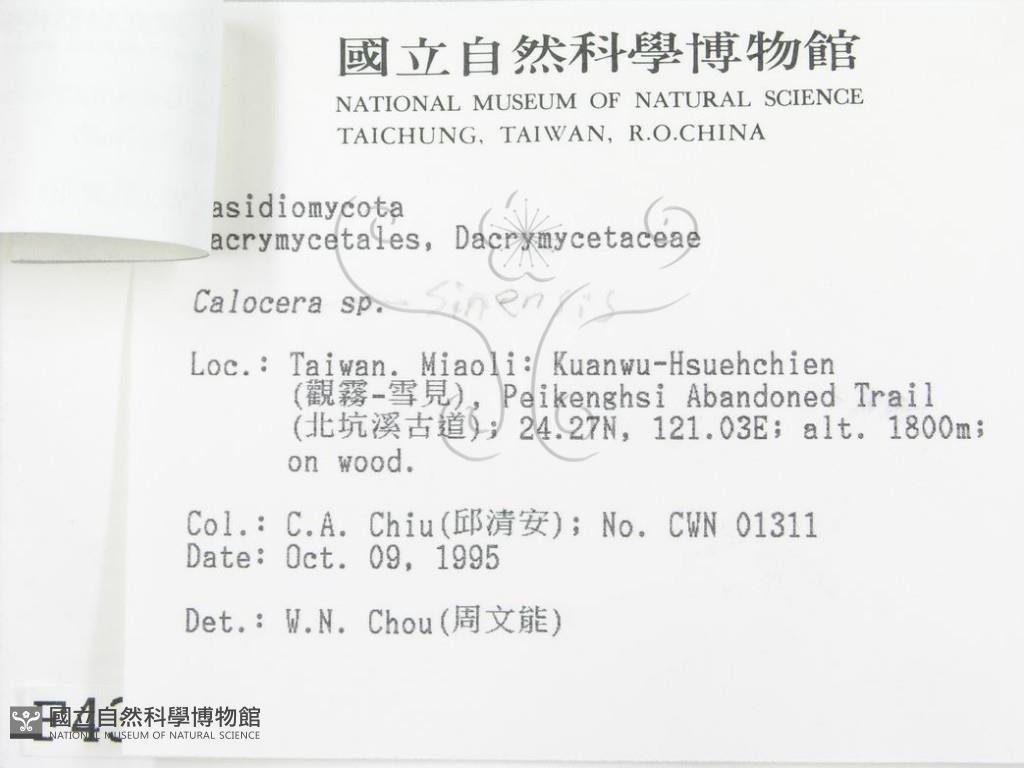 國立自然科學博物館
NATIONAL MUSEUM OF NATURAL SCIENCE
TAICHUNG, TAIWAN, R.O.CHINA
asidiomycota
acrymycetales, Dacrymycetaceae
Calocera sp. sinensis
Loc.: Taiwan. Miaoli: Kuanwu-Hsuehchien
(觀霧-雪見), Peikenghsi Abandoned Trail
(北坑溪古道); 24.27N, 121.03E; alt. 1800m;
on wood.
Col.: C.A. Chiu(邱清安); No. CWN 01311
Date: Oct. 09, 1995
Det.: W.N. Chou(周文能)
國立自然科學博物館
NATIONAL MUSEUM OF NATURAL SCIENCE